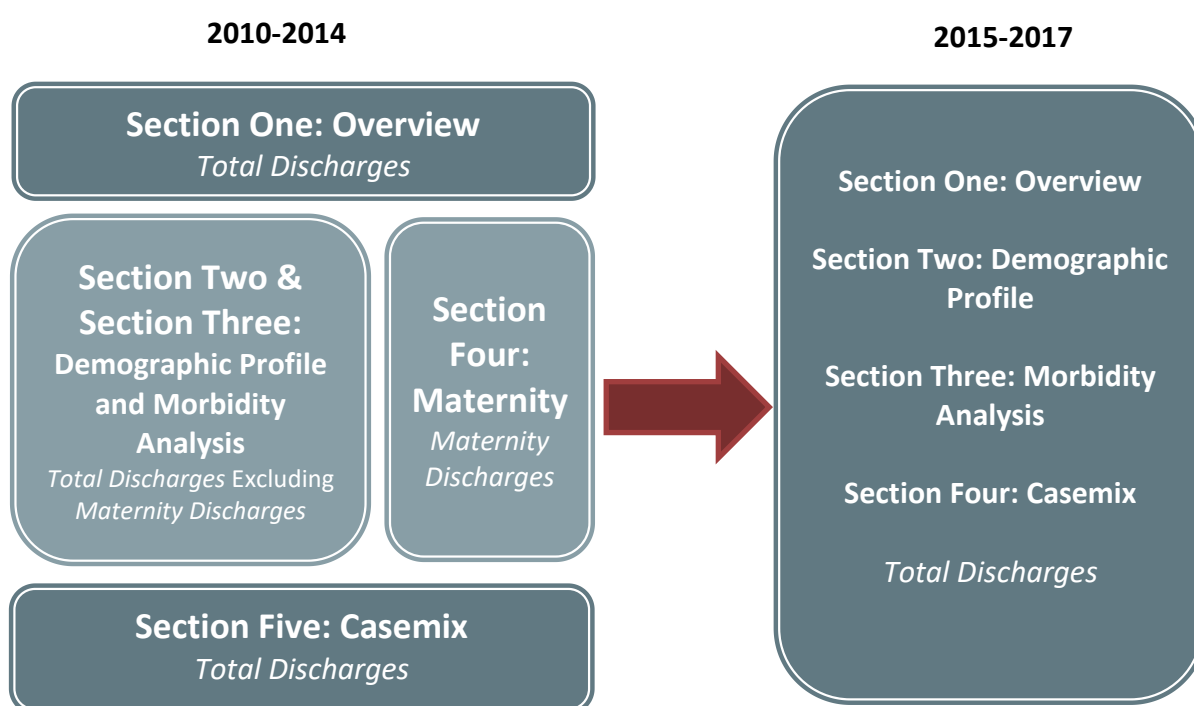 2010-2014
Section One: Overview
Total Discharges
Section Two &
Section Three:
Demographic Profile
and Morbidity
Analysis
Total Discharges Excluding
Maternity Discharges
Section
Four:
Maternity
Maternity
Discharges
Section Five: Casemix
Total Discharges
2015-2017
Section One: Overview
Section Two: Demographic
Profile
Section Three: Morbidity
Analysis
Section Four: Casemix
Total Discharges